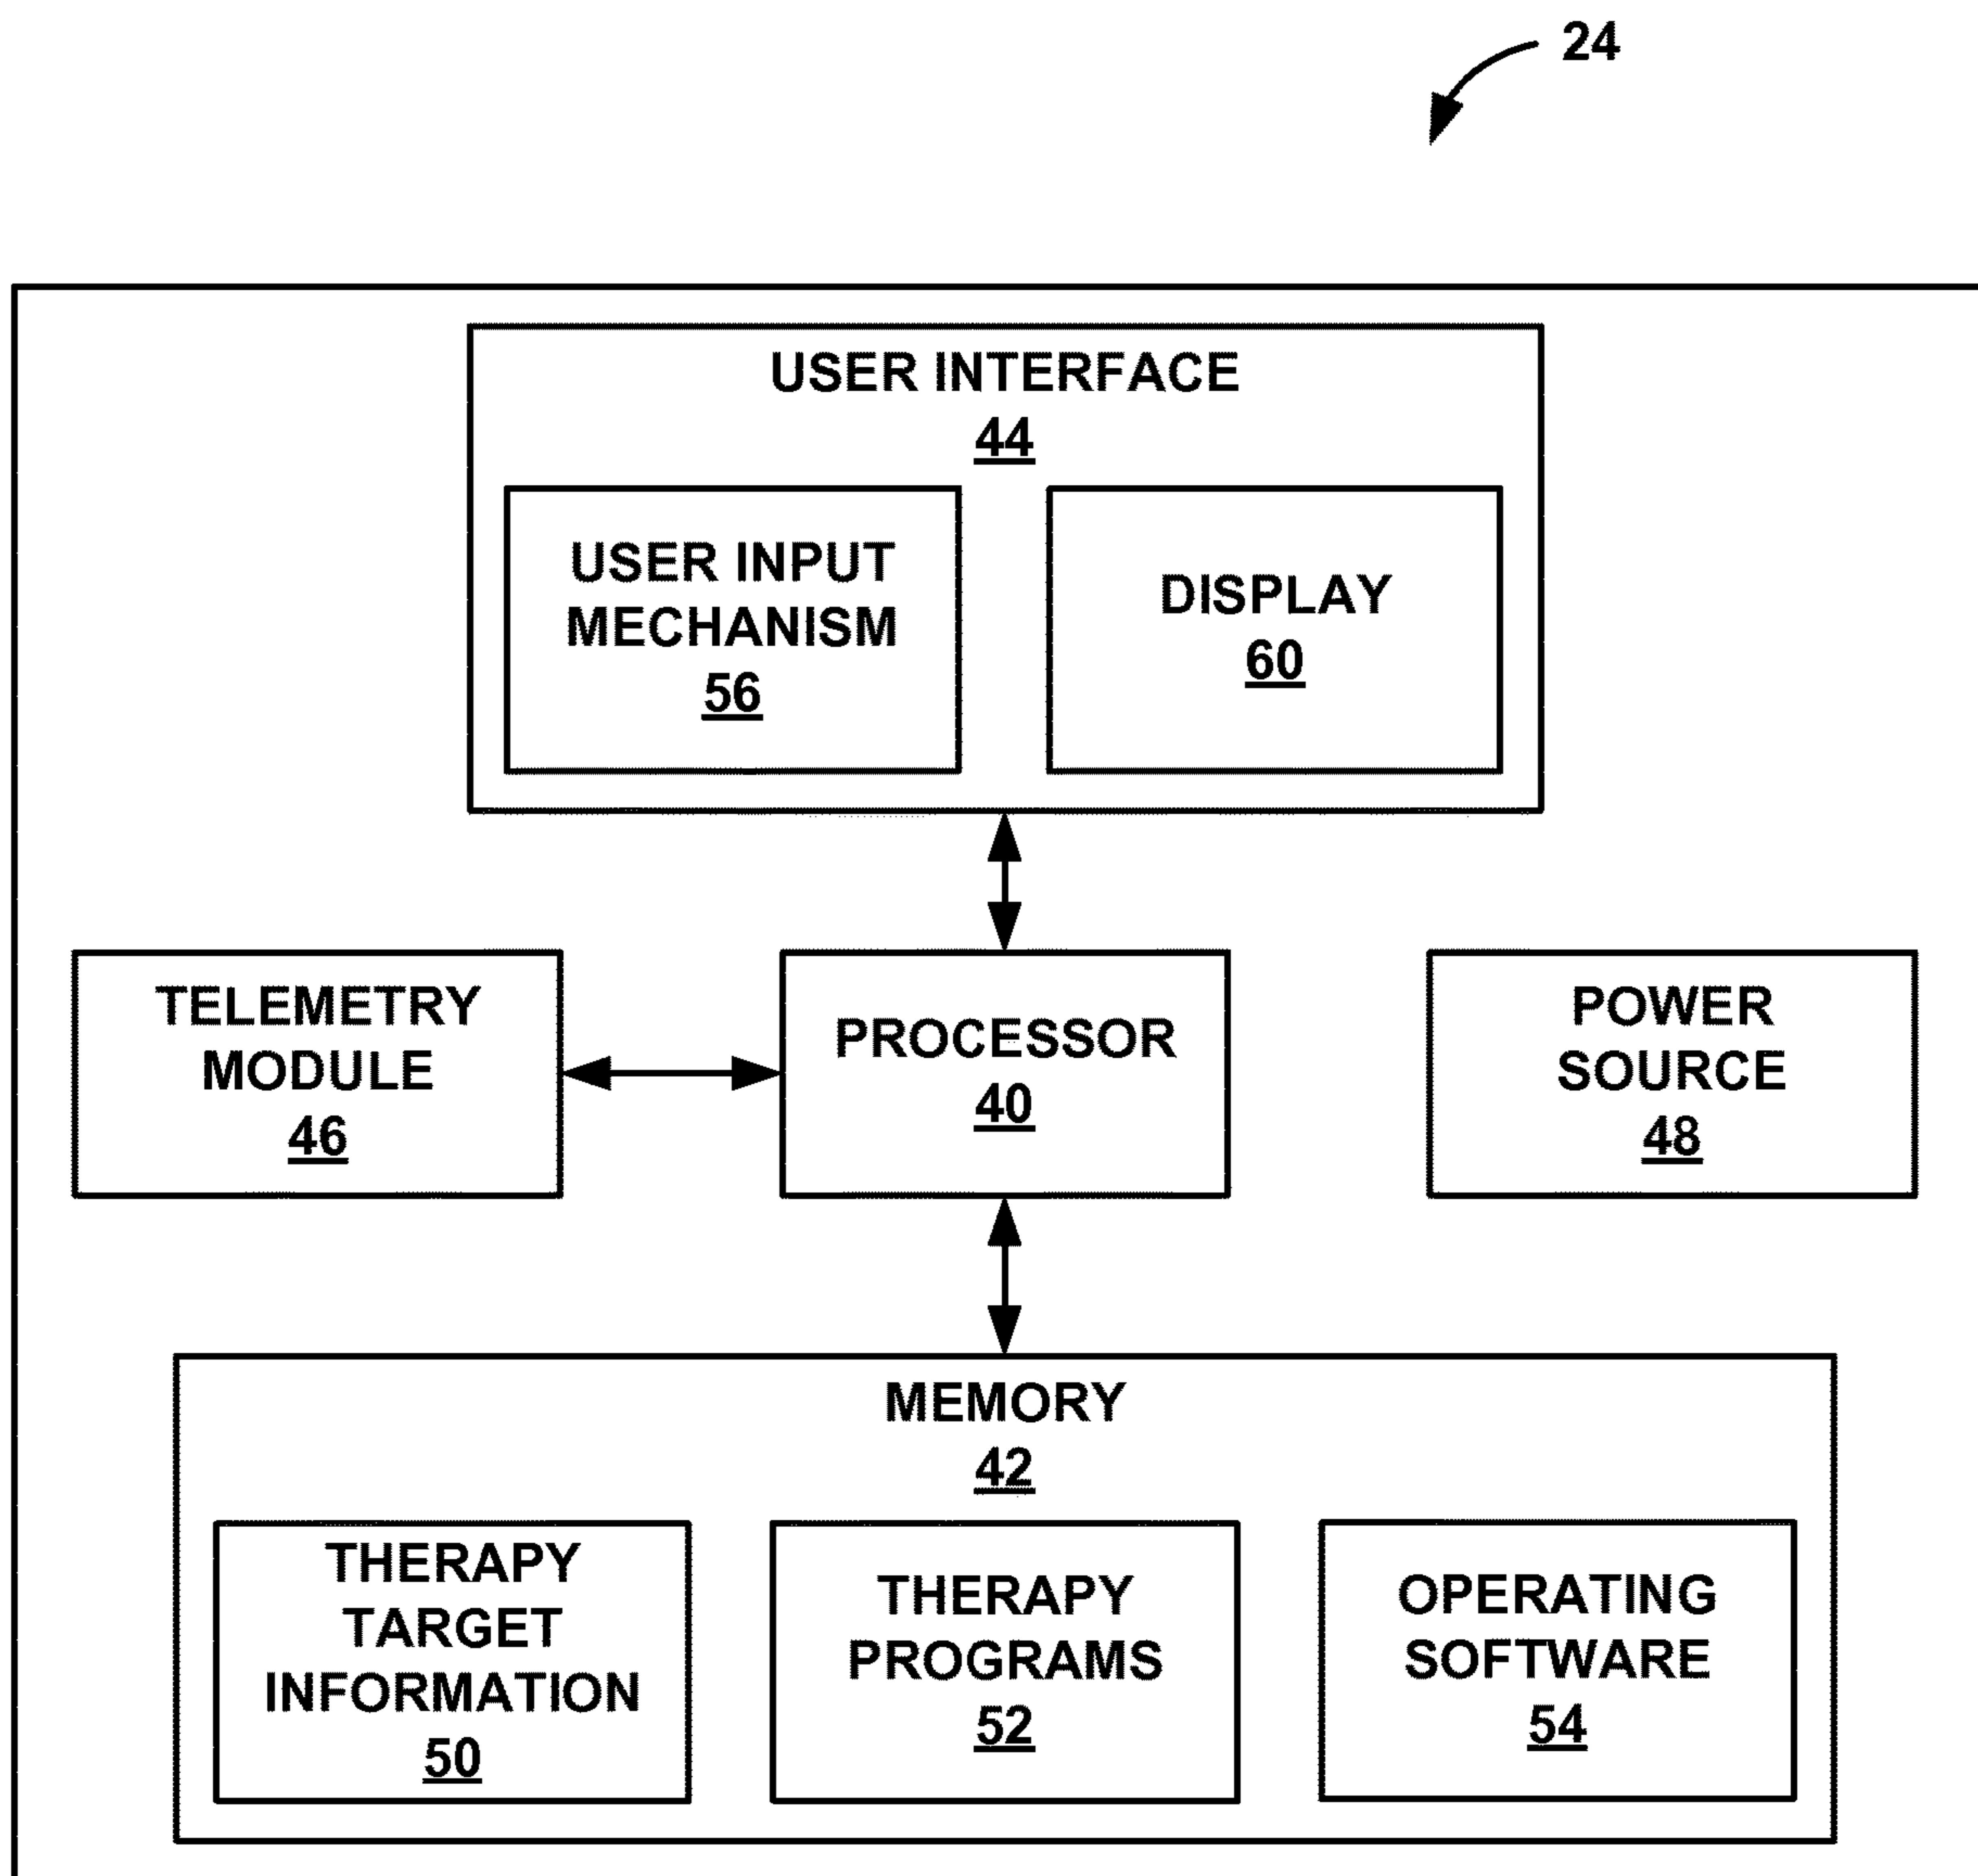 24
USER INTERFACE
44
USER INPUT
MECHANISM
56
DISPLAY
60
TELEMETRY
MODULE
46
PROCESSOR
40
POWER
SOURCE
48
MEMORY
42
THERAPY
TARGET
INFORMATION
50
THERAPY
PROGRAMS
52
OPERATING
SOFTWARE
54